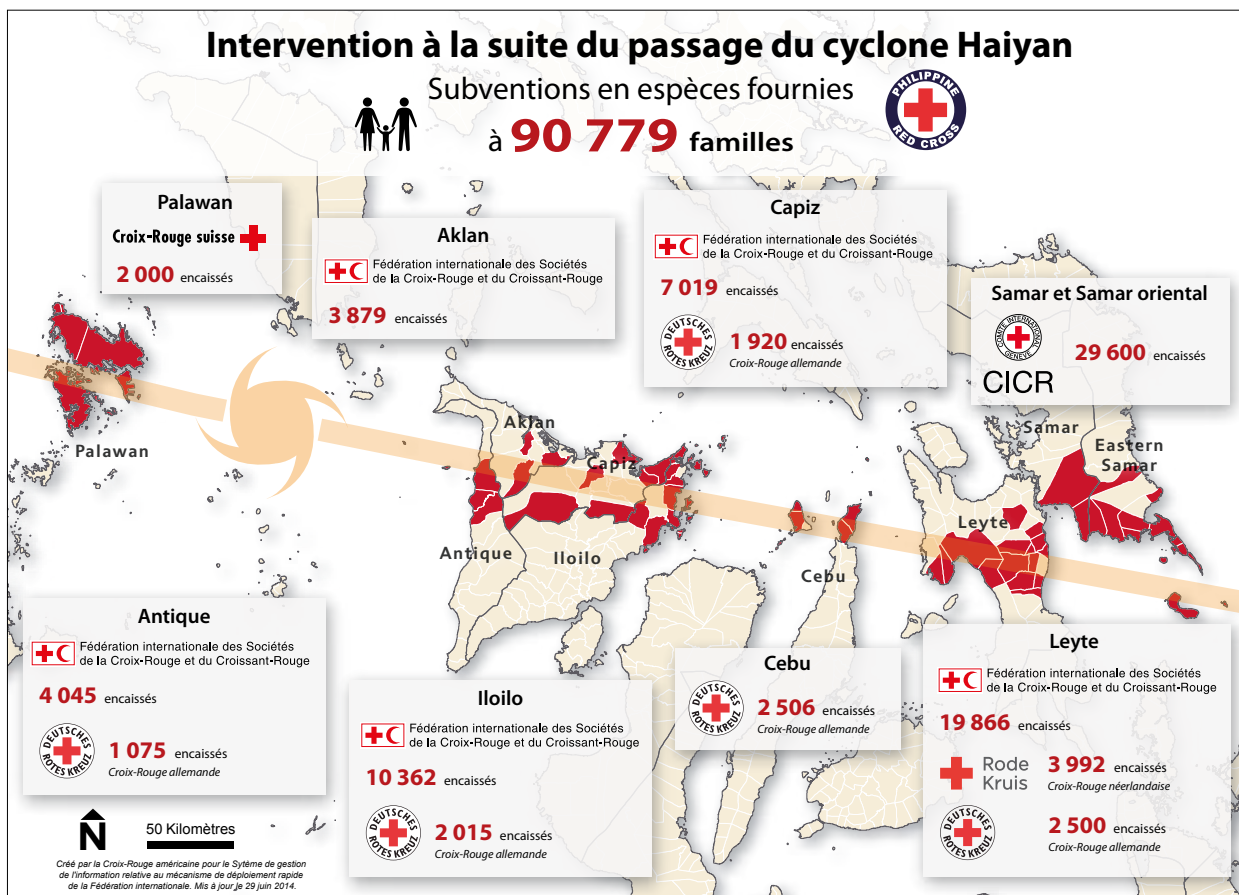 Intervention à la suite du passage du cyclone Haiyan
Subventions en espèces fournies
à 90 779 familles
PHILIPPINE
RED CROSS
Palawan
Croix-Rouge suisse
2 000 encaissés
Aklan
Fédération internationale des Sociétés
de la Croix-Rouge et du Croissant-Rouge
3 879 encaissés
Capiz
Fédération internationale des Sociétés
de la Croix-Rouge et du Croissant-Rouge
7 019 encaissés
DEUTSCHES
ROTES KREUZ
1 920 encaissés
Croix-Rouge allemande
Samar et Samar oriental
COMITE INTERNATIONAL
GENEVE
CICR
29 600 encaissés
Palawan
Aklan
Capiz
Antique
Iloilo
Cebu
Leyte
Samar
Eastern
Samar
Antique
Fédération internationale des Sociétés
de la Croix-Rouge et du Croissant-Rouge
4 045 encaissés
DEUTSCHES
ROTES KREUZ
1 075 encaissés
Croix-Rouge allemande
Iloilo
Fédération internationale des Sociétés
de la Croix-Rouge et du Croissant-Rouge
10 362 encaissés
DEUTSCHES
ROTES KREUZ
2 015 encaissés
Croix-Rouge allemande
Cebu
DEUTSCHES
ROTES KREUZ
2 506 encaissés
Croix-Rouge allemande
Leyte
Fédération internationale des Sociétés
de la Croix-Rouge et du Croissant-Rouge
19 866 encaissés
Rode
Kruis
3 992 encaissés
Croix-Rouge néerlandaise
DEUTSCHES
ROTES KREUZ
2 500 encaissés
Croix-Rouge allemande
N
50 Kilomètres
Créé par la Croix-Rouge américaine pour le Sytème de gestion
de l'information relative au mécanisme de déploiement rapide
de la Fédération internationale. Mis à jour le 29 juin 2014.